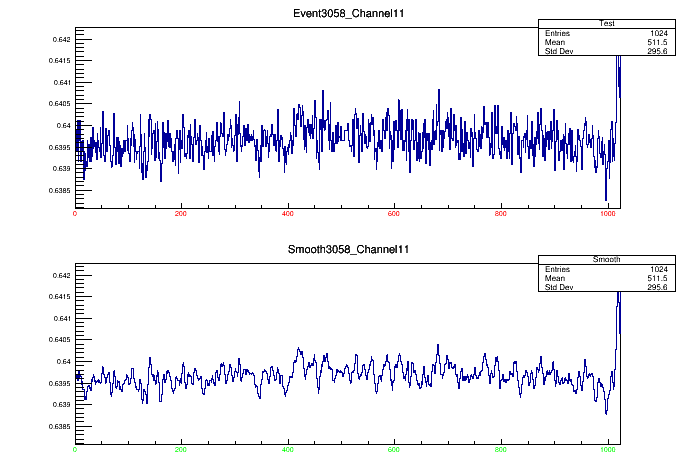 Event3058_Channel11
Test
Entries 1024
Mean 511.5
Std Dev 295.6
0.642
0.6415
0.641
0.6405
0.64
0.6395
0.639
0.6385
0 200 400 600 800 1000
Smooth3058_Channel11
Smooth
Entries 1024
Mean 511.5
Std Dev 295.6
0.642
0.6415
0.641
0.6405
0.64
0.6395
0.639
0.6385
0 200 400 600 800 1000